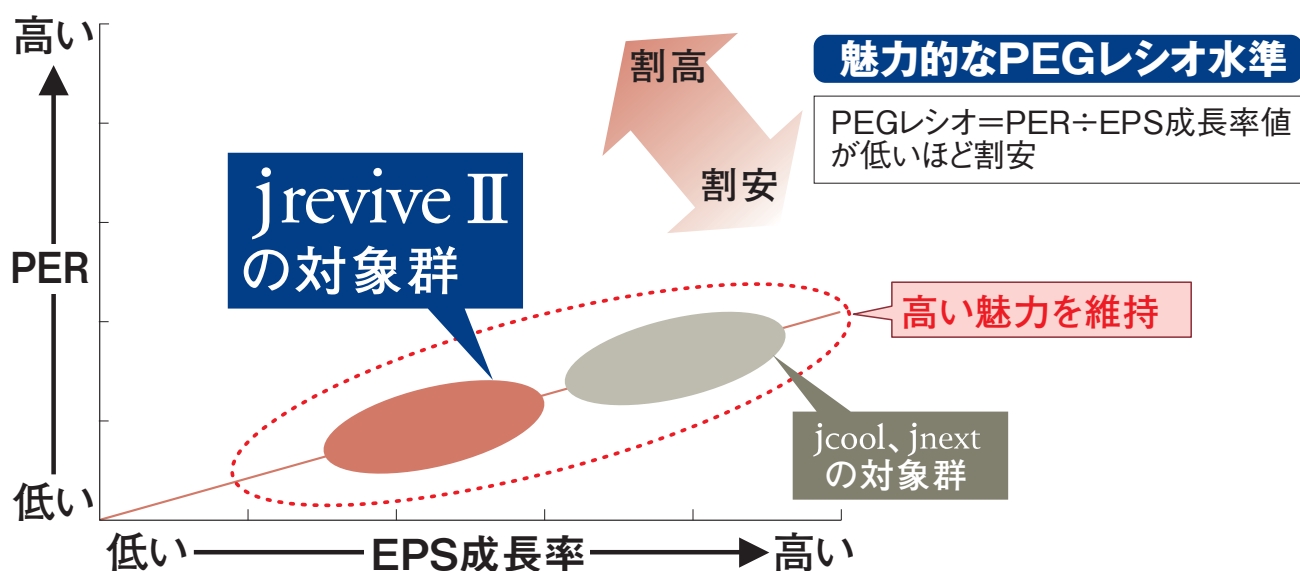 高い
PER
低い
低い
EPS成長率
高い
割高
割安
魅力的なPEGレシオ水準
PEGレシオ＝PER÷EPS成長率値
が低いほど割安
jrevive Ⅱ
の対象群
高い魅力を維持
jcool、jnext
の対象群